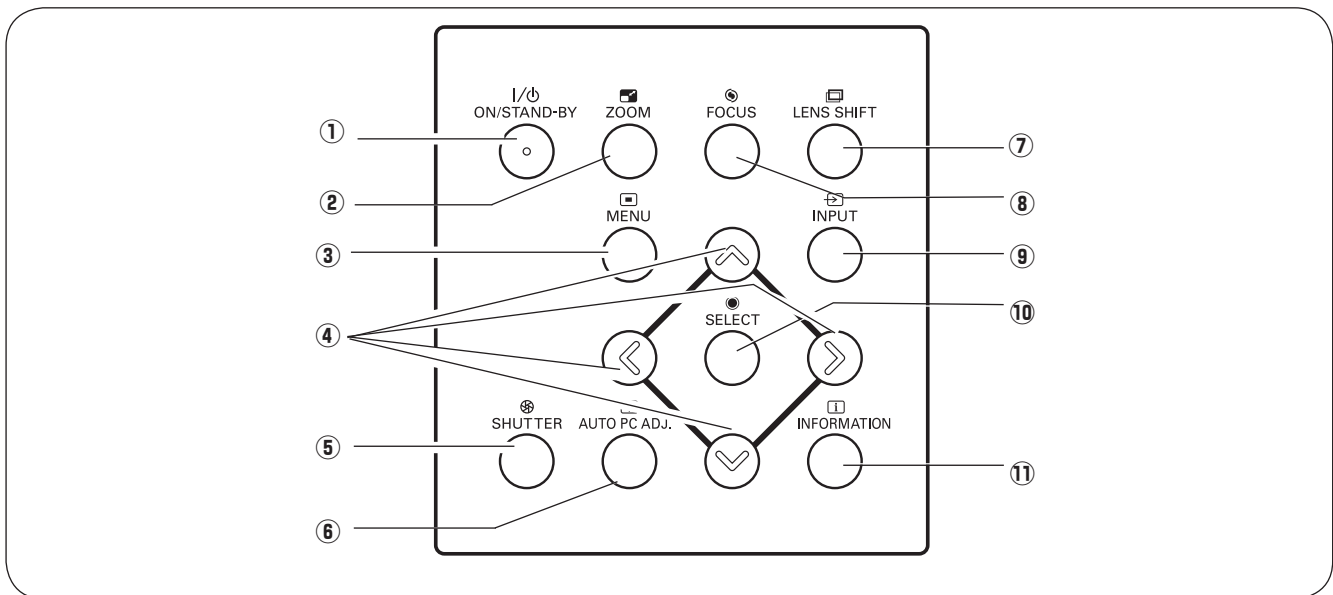 ON/STAND-BY ZOOM FOCUS LENS SHIFT
① ⑦
② ⑧
MENU INPUT
③ ⑨
④ SELECT ⑩
SHUTTER AUTO PC ADJ. INFORMATION
⑤ ⑪
⑥